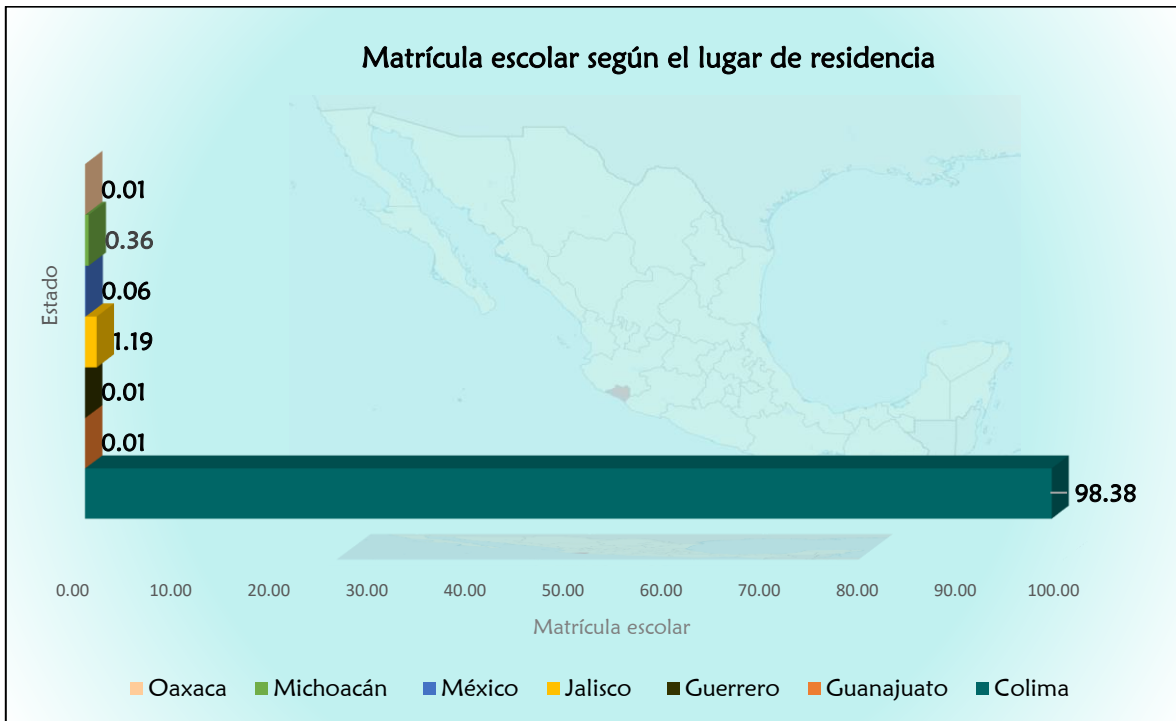 Matrícula escolar según el lugar de residencia
Estado
0.01
0.36
0.06
1.19
0.01
0.01
98.38
0.00 10.00 20.00 30.00 40.00 50.00 60.00 70.00 80.00 90.00 100.00
Matrícula escolar
Oaxaca Michoacán México Jalisco Guerrero Guanajuato Colima